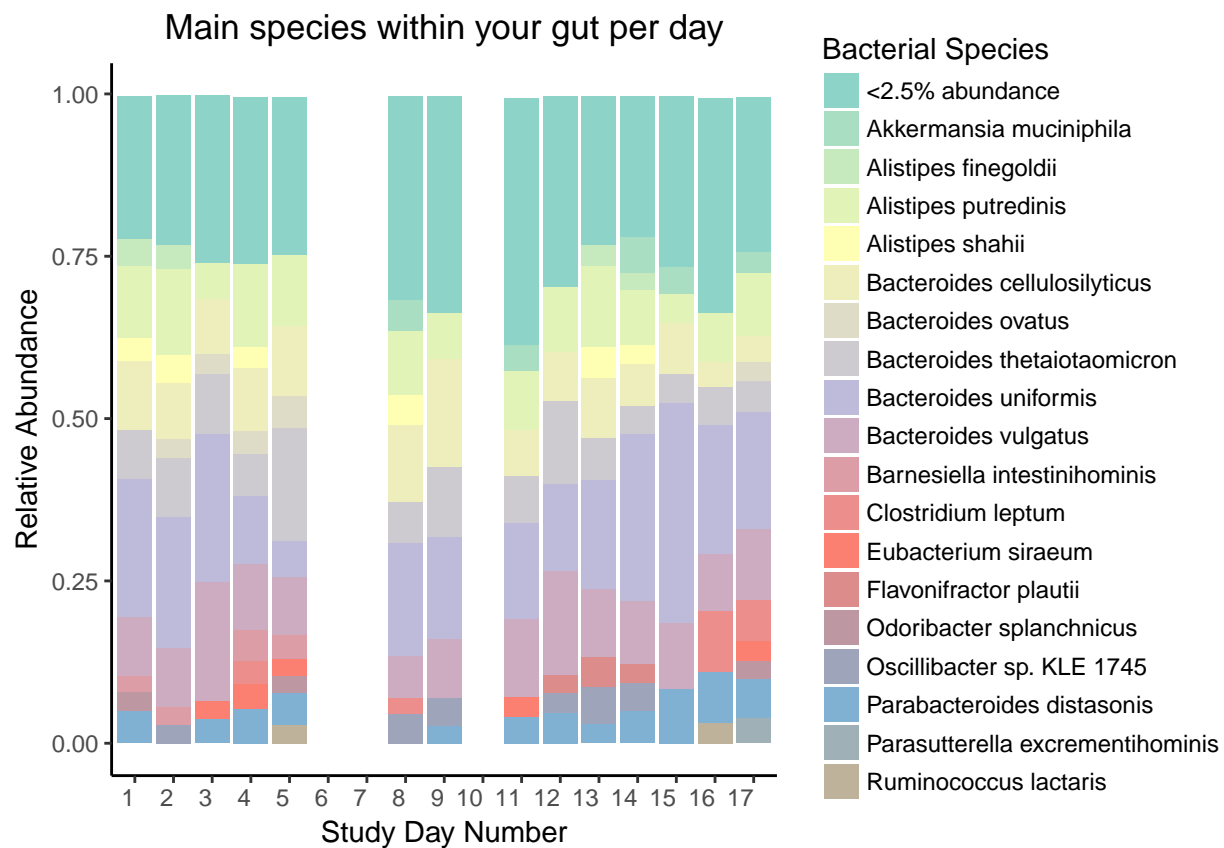 Main species within your gut per day
Relative Abundance
1.00
0.75
0.50
0.25
0.00
1 2 3 4 5 6 7 8 9 10 11 12 13 14 15 16 17
Study Day Number
Bacterial Species
<2.5% abundance
Akkermansia muciniphila
Alistipes finegoldii
Alistipes putredinis
Alistipes shahii
Bacteroides cellulosilyticus
Bacteroides ovatus
Bacteroides thetaiotaomicron
Bacteroides uniformis
Bacteroides vulgatus
Barnesiella intestinihominis
Clostridium leptum
Eubacterium siraeum
Flavonifractor plautii
Odoribacter splanchnicus
Oscillibacter sp. KLE 1745
Parabacteroides distasonis
Parasutterella excrementihominis
Ruminococcus lactaris